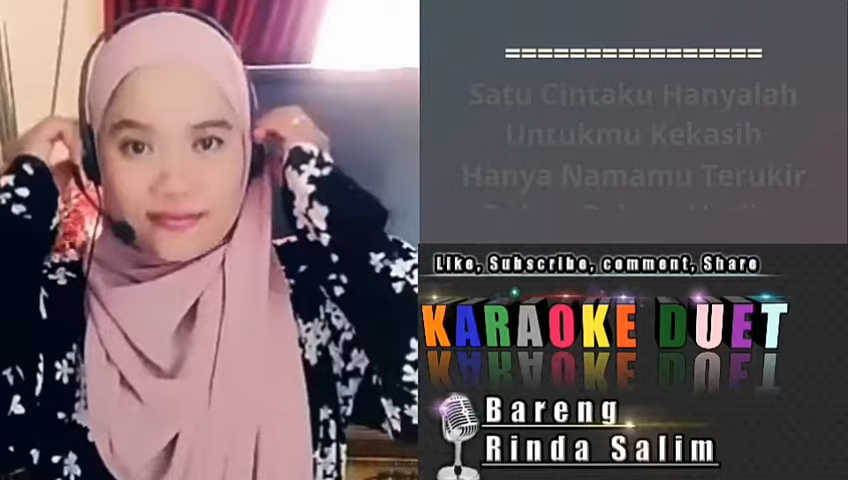 =================
Satu Cintaku Hanyalah
Untukmu Kekasih
Hanya Namamu Terukir
Like, Subscribe, comment, Share
KARAOKE DUET
Bareng
Rinda Salim